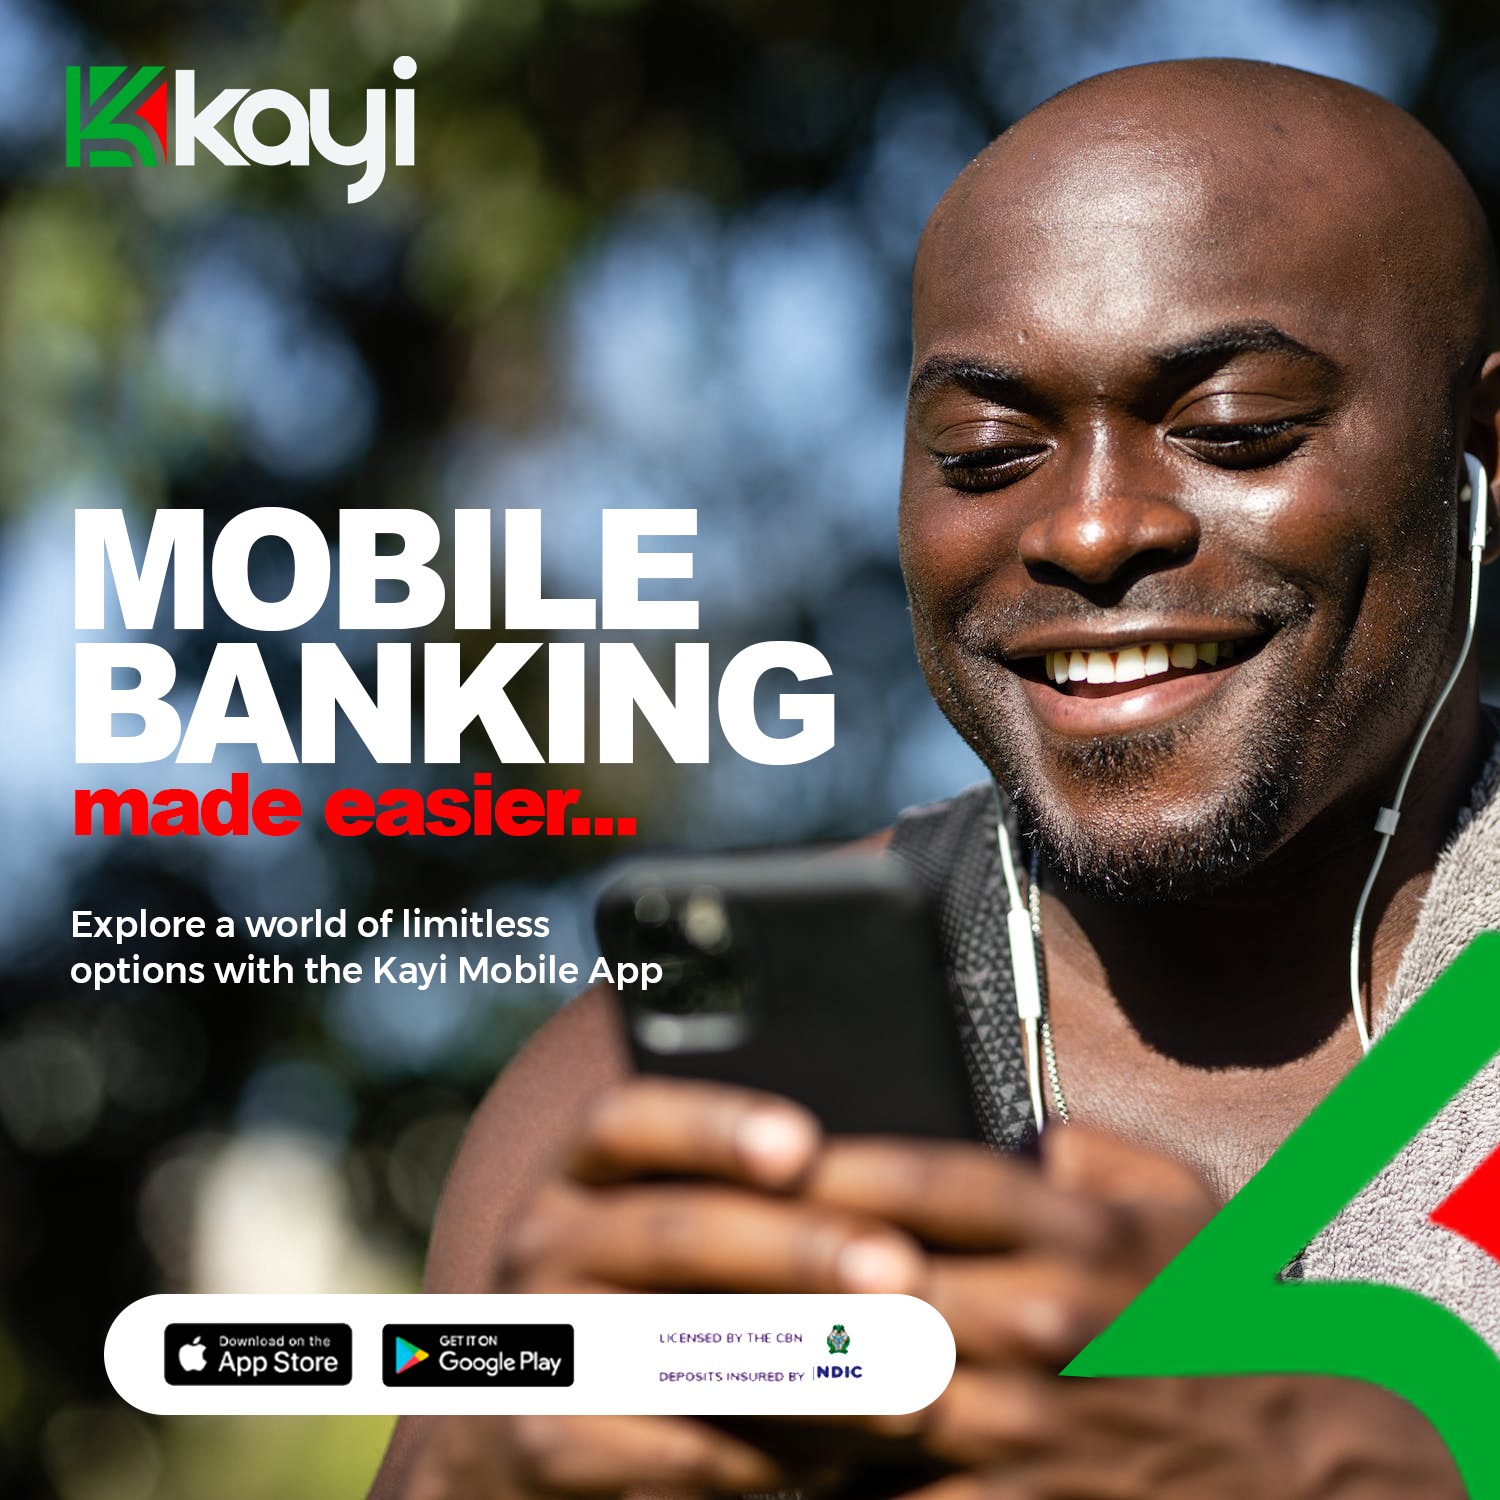 kayi
MOBILE
BANKING
made easier...
Explore a world of limitless
options with the Kayi Mobile App
Download on the
App Store
GET IT ON
Google Play
LICENSED BY THE CBN
DEPOSITS INSURED BY NDIC